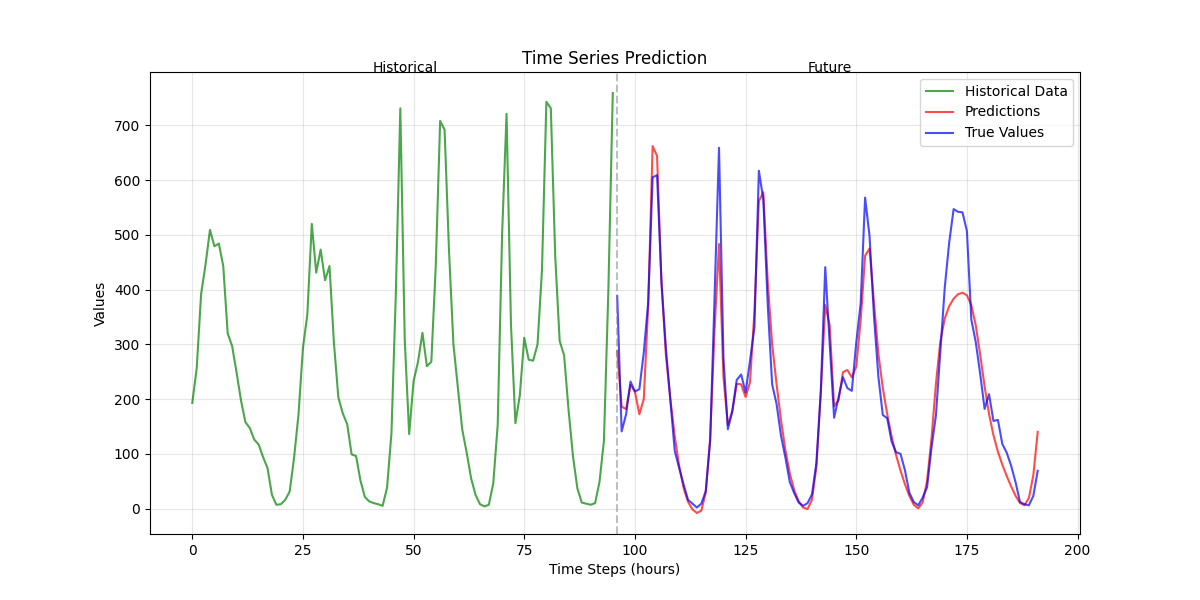 Time Series Prediction
Historical
Future
Historical Data
Predictions
True Values
Values
700
600
500
400
300
200
100
0
0
25
50
75
100
125
150
175
200
Time Steps (hours)